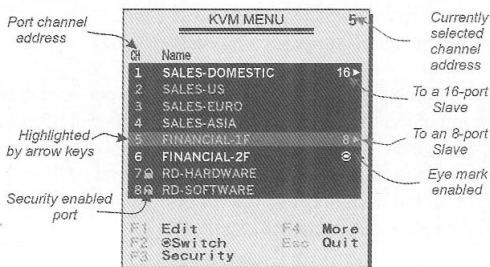 KVM MENU 5
CH Name
1 SALES-DOMESTIC 16
2 SALES-US
3 SALES-EURO
4 SALES-ASIA
5 FINANCIAL-1F 8
6 FINANCIAL-2F
7 RD-HARDWARE
8 RD-SOFTWARE
F1 Edit F4 More
F2 Switch Esc Quit
F3 Security
Port channel
address
Highlighted
by arrow keys
Security enabled
port
Currently
selected
channel
address
To a 16-port
Slave
To an 8-port
Slave
Eye mark
enabled